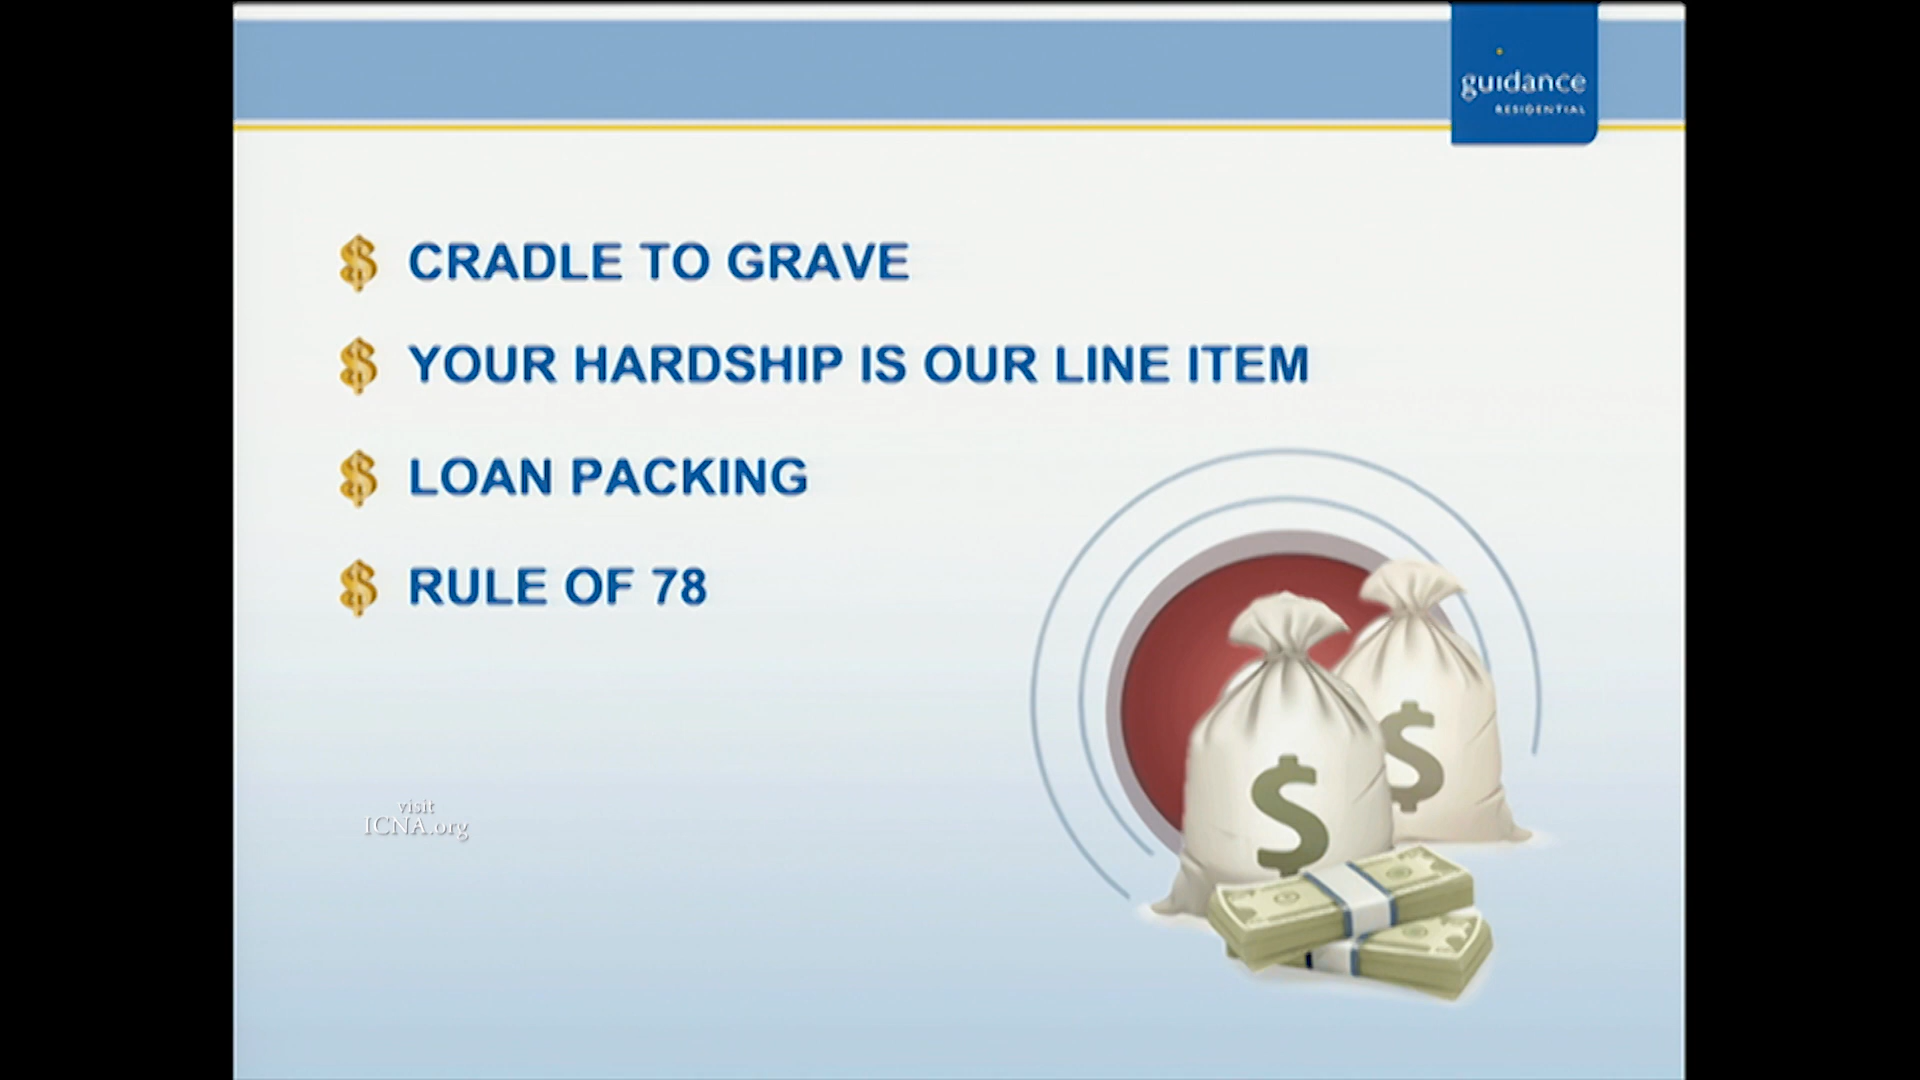 guidance
RESIDENTIAL
CRADLE TO GRAVE
YOUR HARDSHIP IS OUR LINE ITEM
LOAN PACKING
RULE OF 78
visit
ICNA.org
$
$